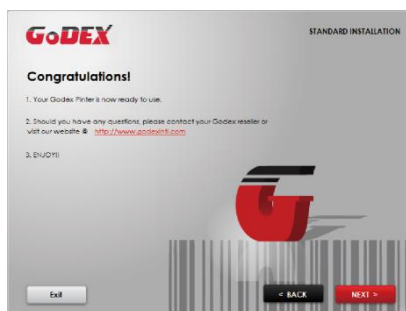 GoDEX
STANDARD INSTALLATION
Congratulations!
1. Your Godex Pinter is now ready to use.
2. Should you have any questions, please contact your Godex reseller or
visit our website @ http://www.godexintl.com
3. ENJOY!!
Exit
< BACK
NEXT >